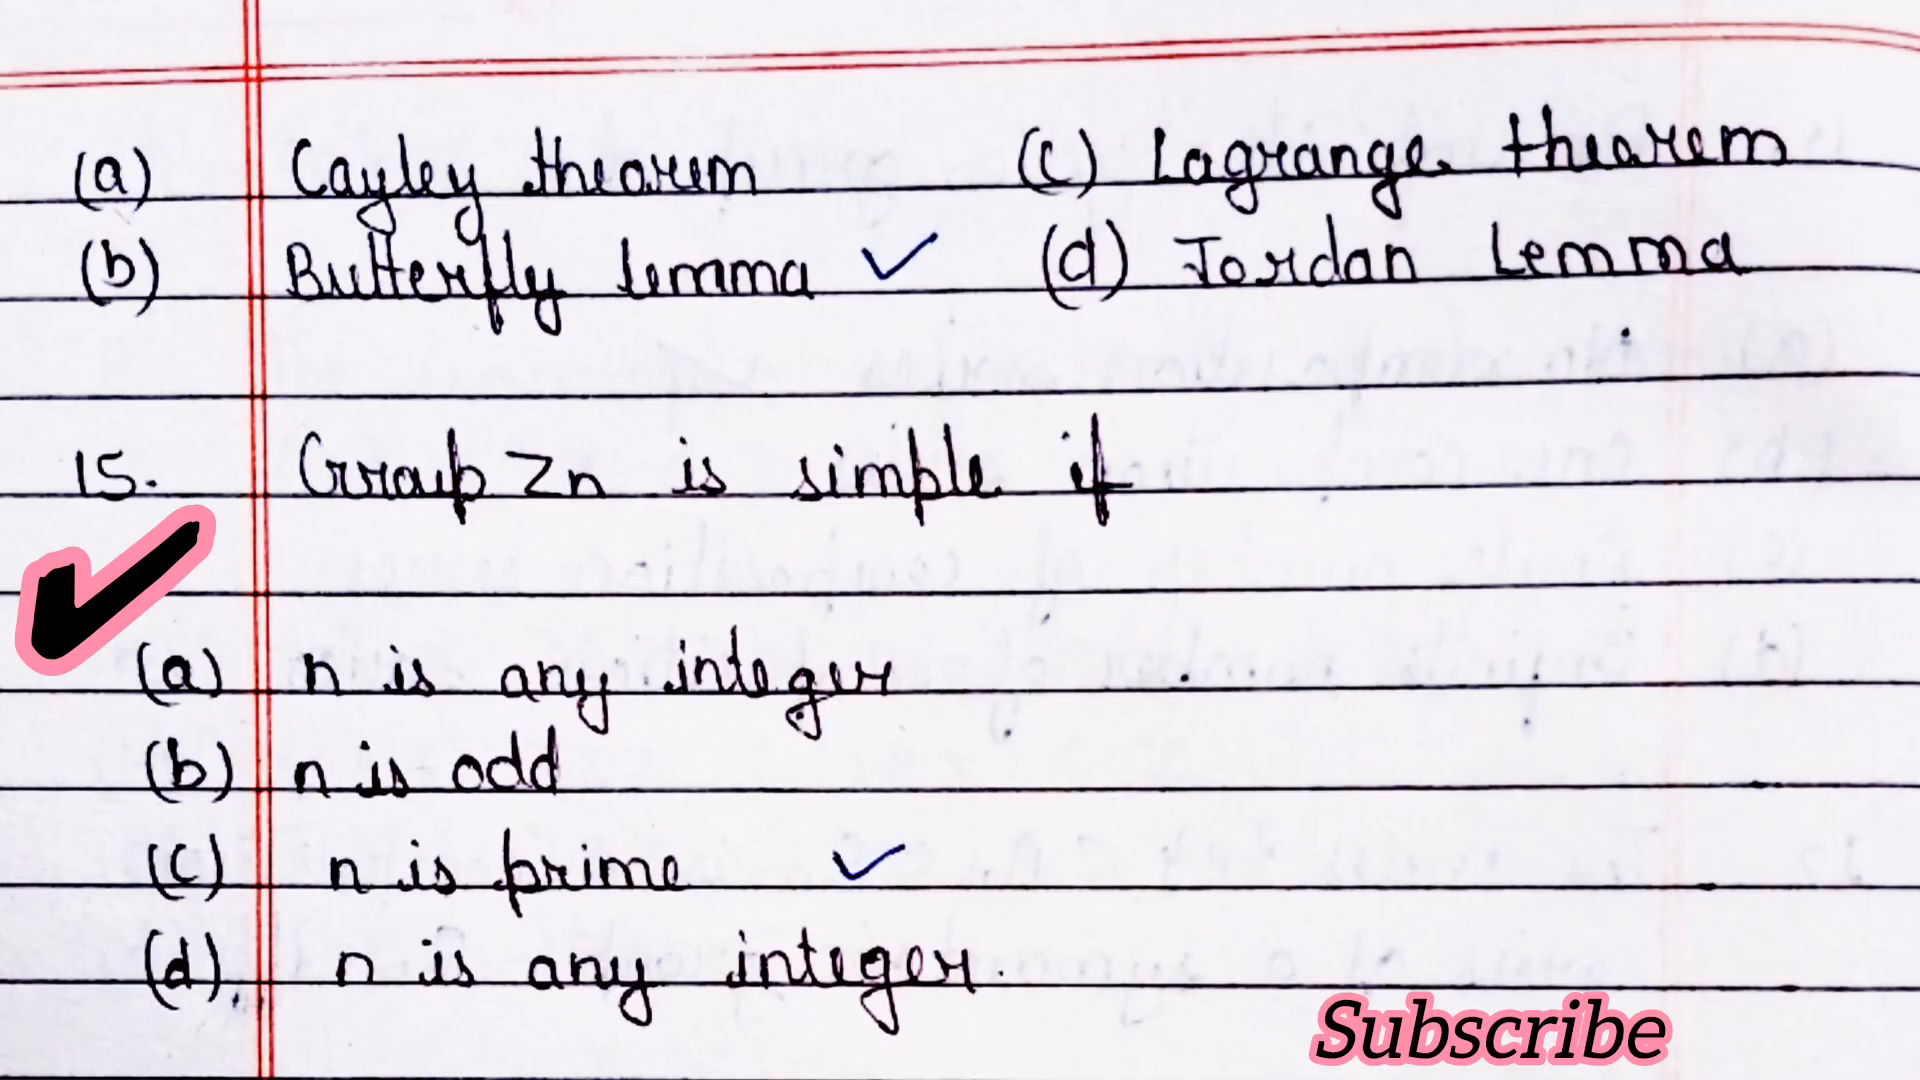 (a) Cayley theorem (c) Lagrange theorem
(b) Butterfly lemma ✓ (d) Jordan Lemma
15. Group Zn is simple if
(a) n is any integer
(b) n is odd
(c) n is prime ✓
(d) n is any integer.
Subscribe